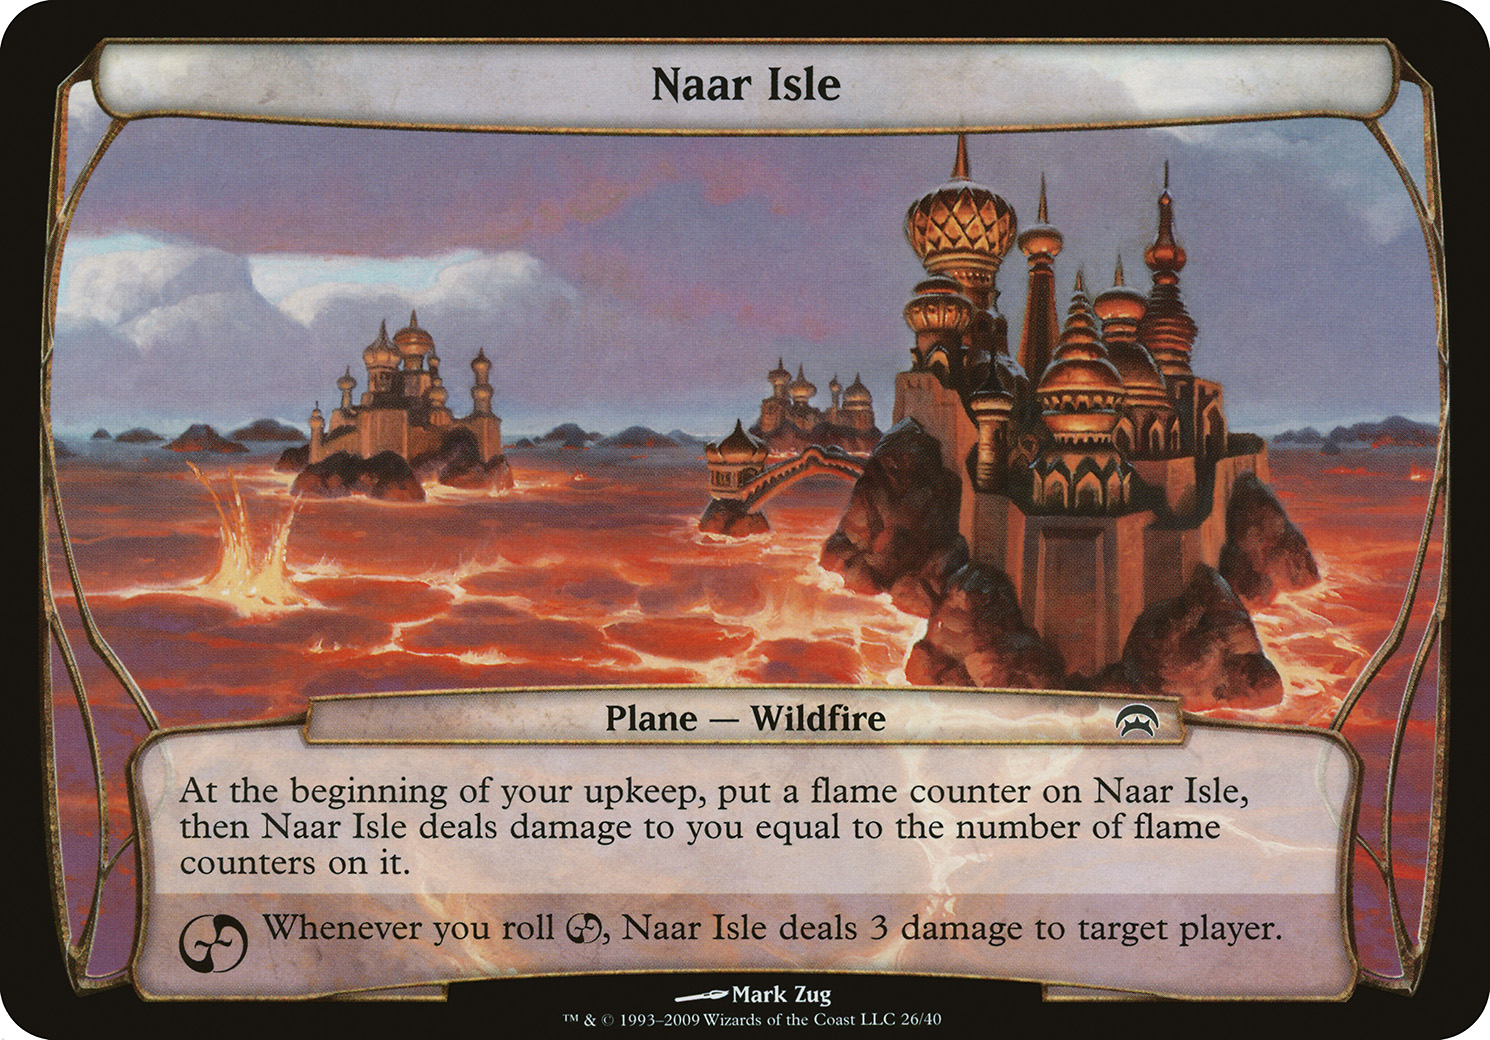 Naar Isle
Plane — Wildfire
At the beginning of your upkeep, put a flame counter on Naar Isle,
then Naar Isle deals damage to you equal to the number of flame
counters on it.
Whenever you roll , Naar Isle deals 3 damage to target player.
Mark Zug
™ & © 1993–2009 Wizards of the Coast LLC 26/40